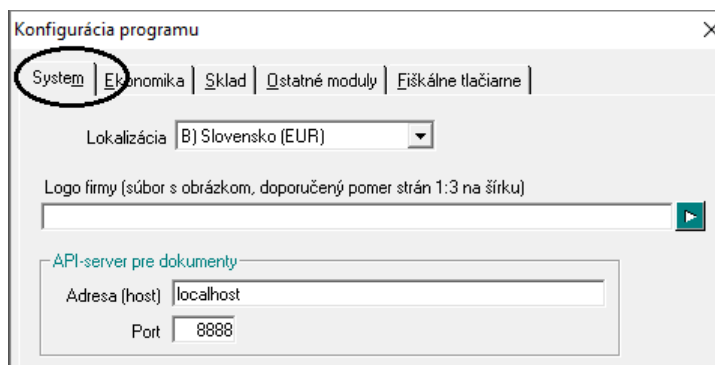 Konfigurácia programu
System Ekonomika Sklad Ostatné moduly Fiškálne tlačiarne
Lokalizácia B) Slovensko (EUR)
Logo firmy (súbor s obrázkom, doporučený pomer strán 1:3 na šírku)
API-server pre dokumenty
Adresa (host) localhost
Port 8888